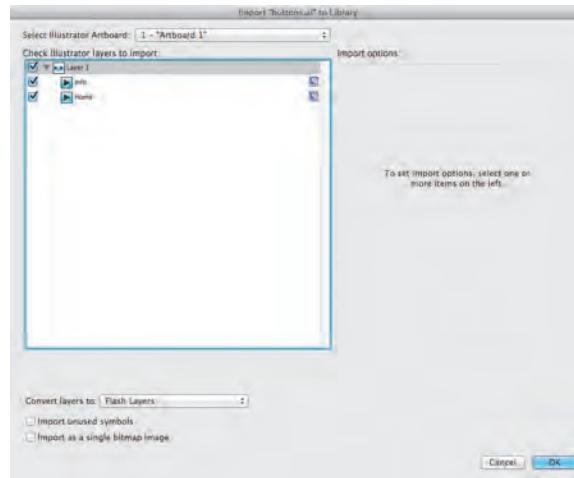 Import "buttons.ai" to Library
Select Illustrator Artboard: 1 - "Artboard 1"
Check Illustrator layers to import:
Import options:
Layer 1
info
Home
To set import options, select one or
more items on the left.
Convert layers to: Flash Layers
Import unused symbols
Import as a single bitmap image
Cancel
OK